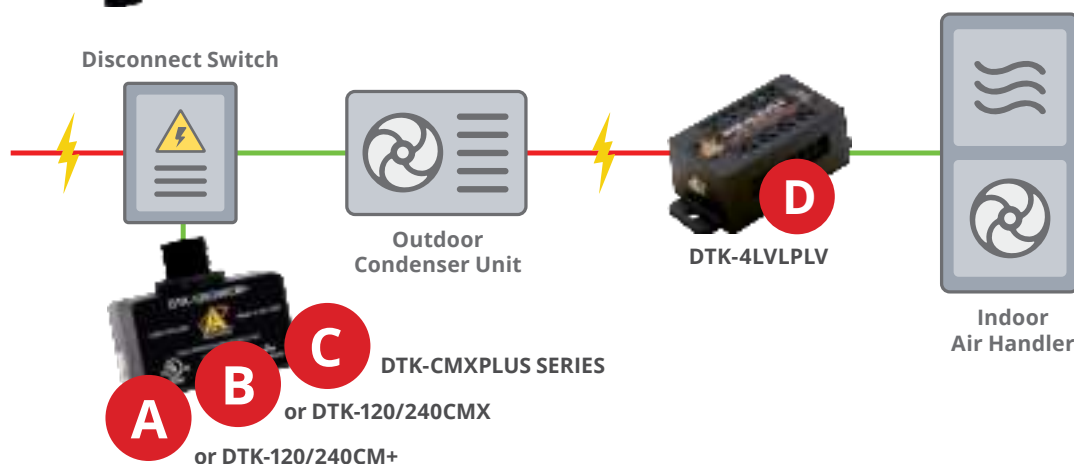 Disconnect Switch
Outdoor
Condenser Unit
D
DTK-4LVLPLV
Indoor
Air Handler
C
DTK-CMXPLUS SERIES
B
or DTK-120/240CMX
A
or DTK-120/240CM+